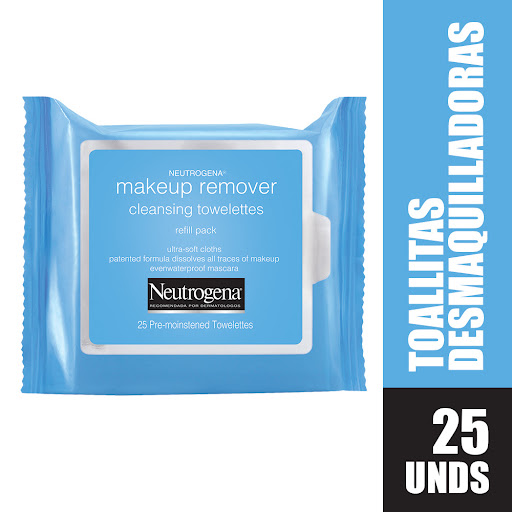 NEUTROGENA®
makeup remover
cleansing towelettes
refill pack
ultra-soft cloths
patented formula dissolves all traces of makeup
evenwaterproof mascara
Neutrogena®
RECOMENDADA POR DERMATOLOGOS
25 Pre-moinstened Towelettes
TOALLITAS
DESMAQUILLADORAS
25
UNDS